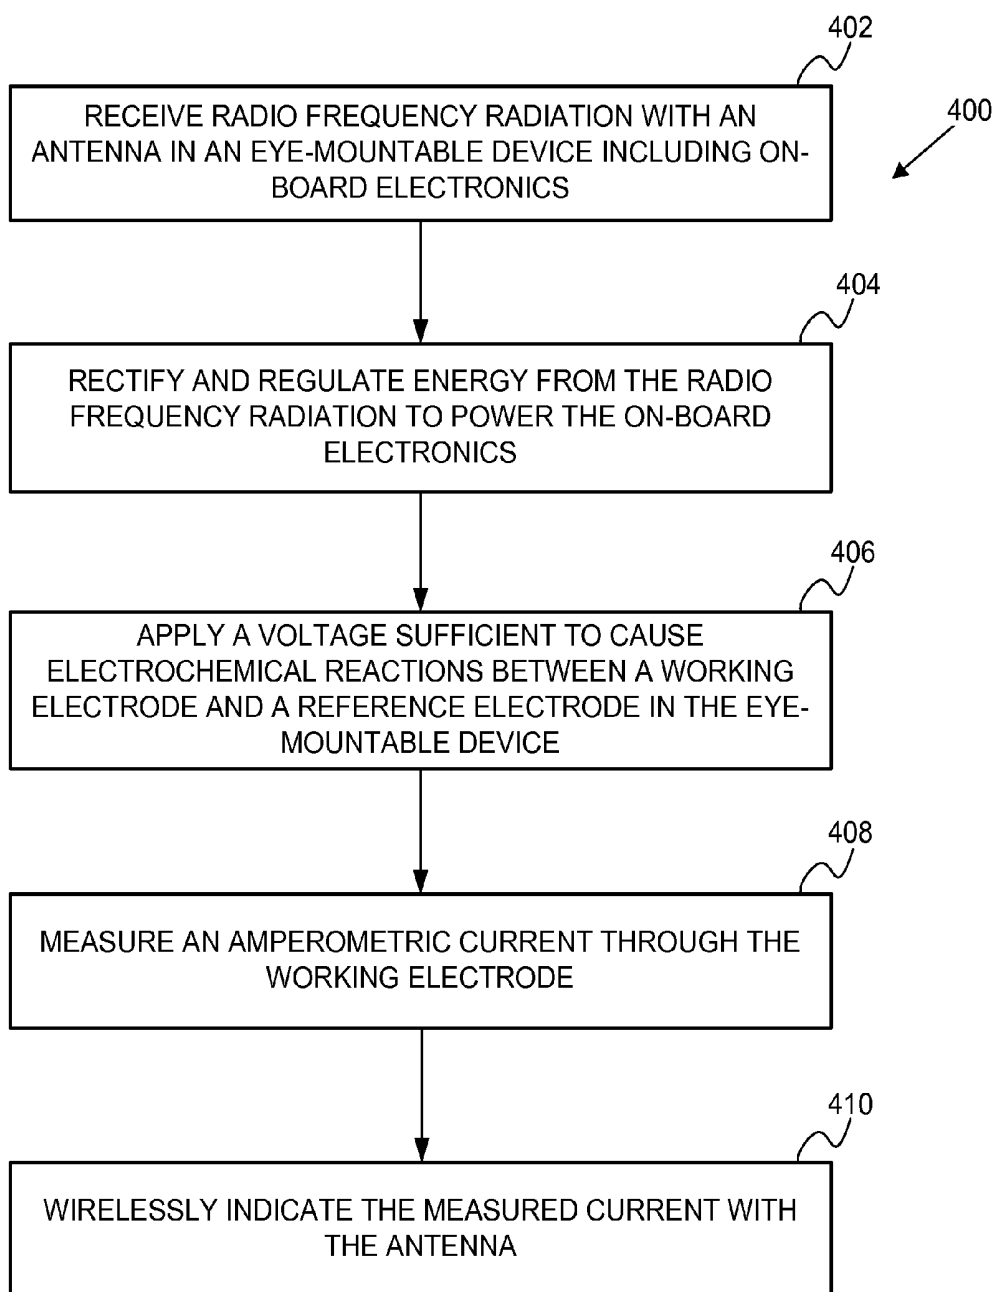 402
400
RECEIVE RADIO FREQUENCY RADIATION WITH AN
ANTENNA IN AN EYE-MOUNTABLE DEVICE INCLUDING ON-
BOARD ELECTRONICS
404
RECTIFY AND REGULATE ENERGY FROM THE RADIO
FREQUENCY RADIATION TO POWER THE ON-BOARD
ELECTRONICS
406
APPLY A VOLTAGE SUFFICIENT TO CAUSE
ELECTROCHEMICAL REACTIONS BETWEEN A WORKING
ELECTRODE AND A REFERENCE ELECTRODE IN THE EYE-
MOUNTABLE DEVICE
408
MEASURE AN AMPEROMETRIC CURRENT THROUGH THE
WORKING ELECTRODE
410
WIRELESSLY INDICATE THE MEASURED CURRENT WITH
THE ANTENNA